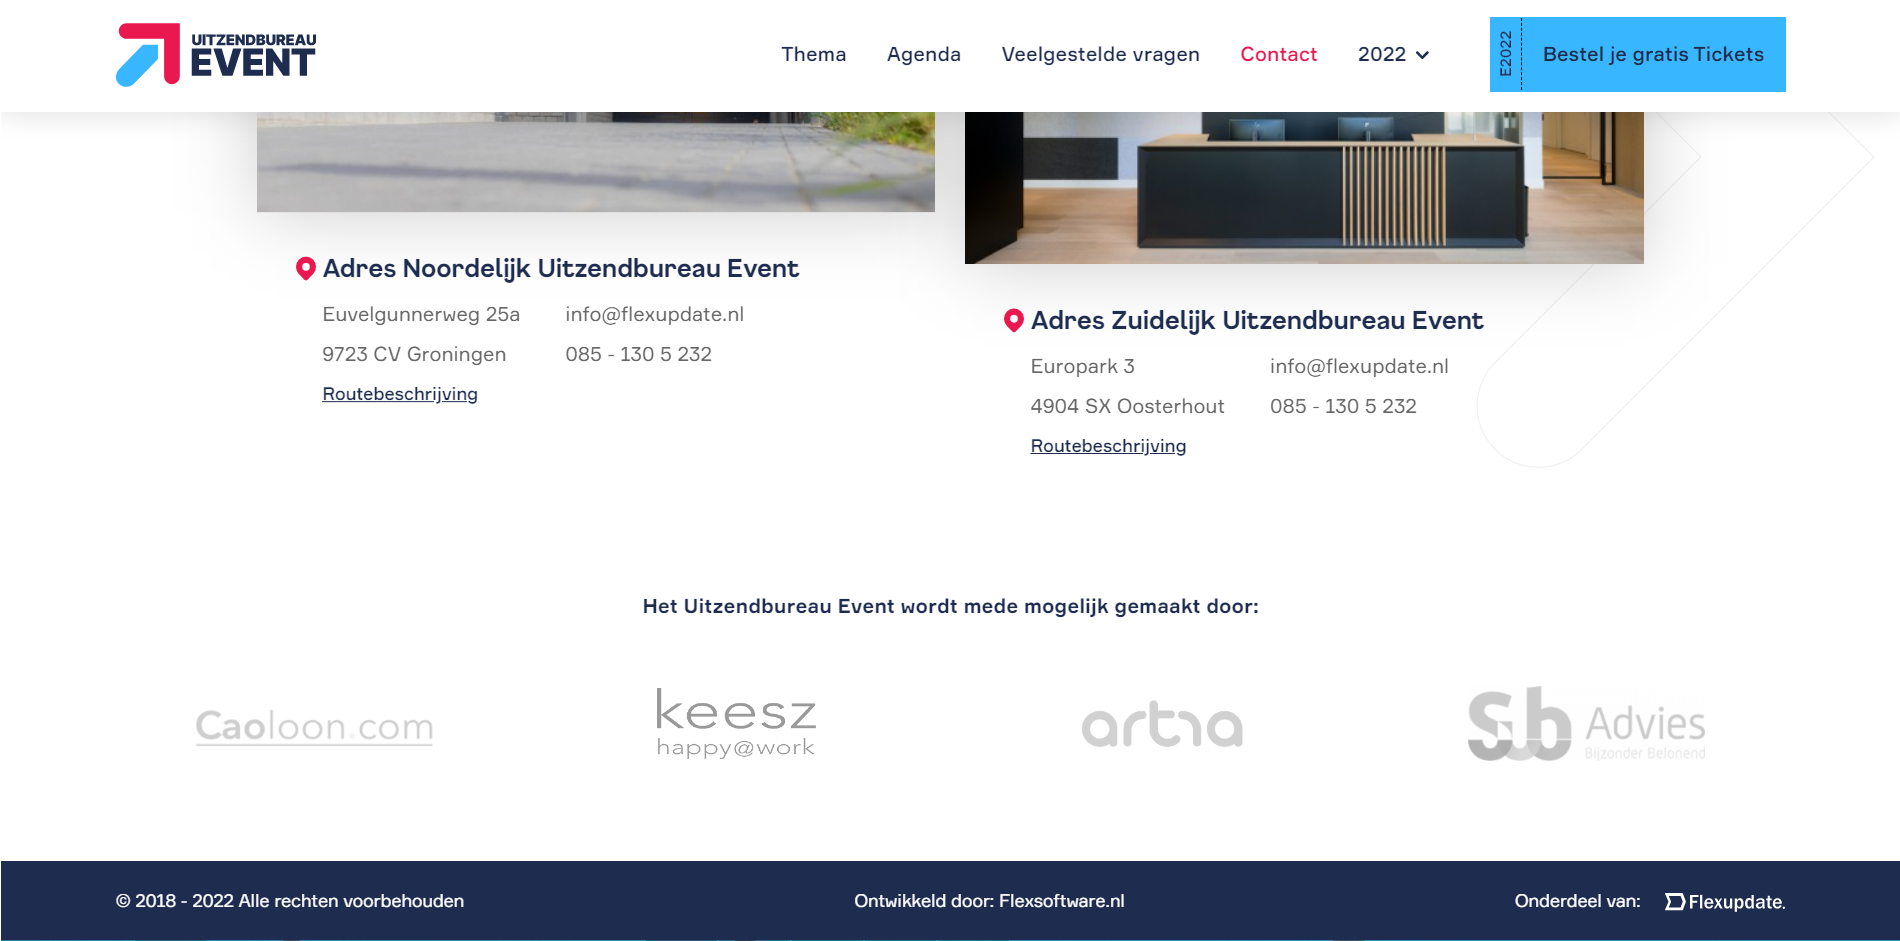 UITZENDBUREAU
EVENT
Thema
Agenda
Veelgestelde vragen
Contact
2022
E2022
Bestel je gratis Tickets
Adres Noordelijk Uitzendbureau Event
Euvelgunnerweg 25a
info@flexupdate.nl
9723 CV Groningen
085 - 130 5 232
Routebeschrijving
Adres Zuidelijk Uitzendbureau Event
Europark 3
info@flexupdate.nl
4904 SX Oosterhout
085 - 130 5 232
Routebeschrijving
Het Uitzendbureau Event wordt mede mogelijk gemaakt door:
Caoloon.com
keesz
happy@work
artra
Sub Advies
Bijzonder Belonend
© 2018 - 2022 Alle rechten voorbehouden
Ontwikkeld door: Flexsoftware.nl
Onderdeel van:
Flexupdate.